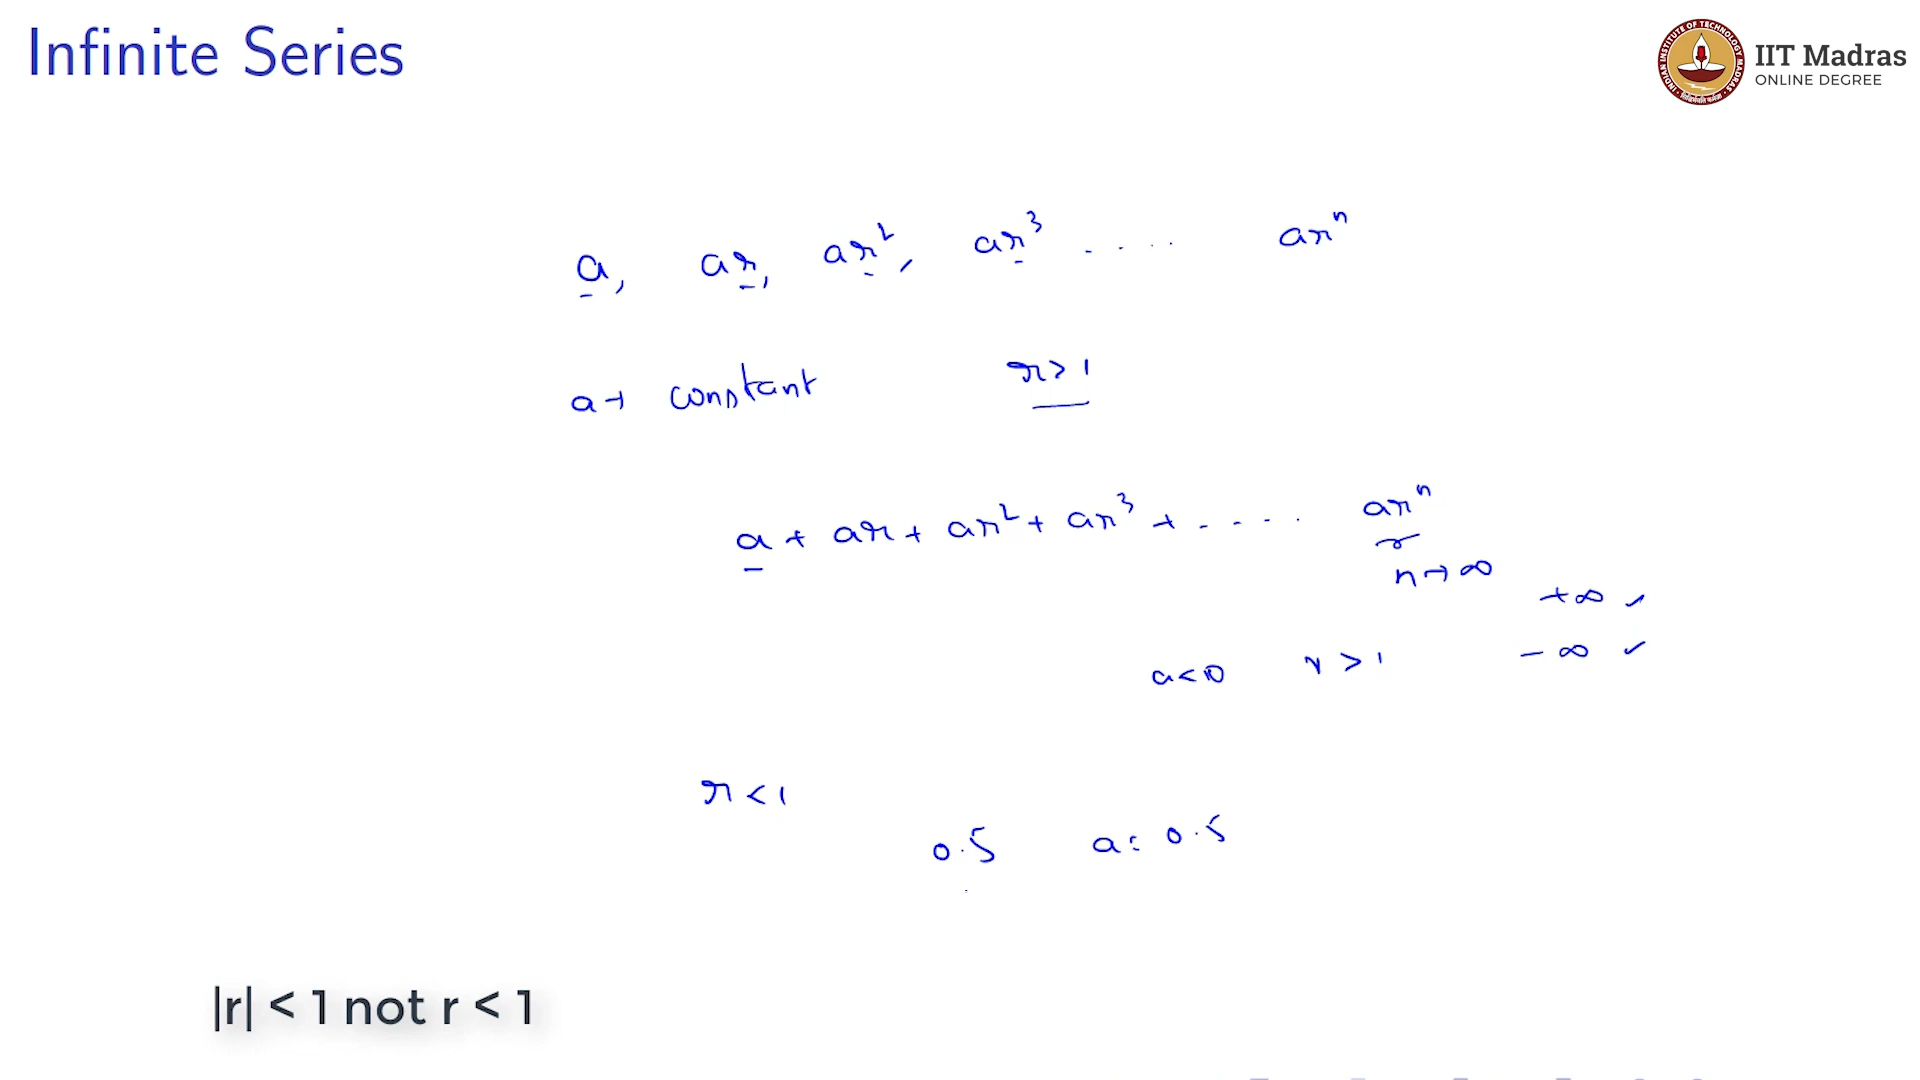 Infinite Series
IIT Madras
ONLINE DEGREE
a, ar, ar², ar³ .... arⁿ
a → constant r > 1
a + ar + ar² + ar³ + .... arⁿ
n → ∞
+∞ ✓
a < 0 r > 1 -∞ ✓
r < 1
0.5 a: 0.5
|r| < 1 not r < 1